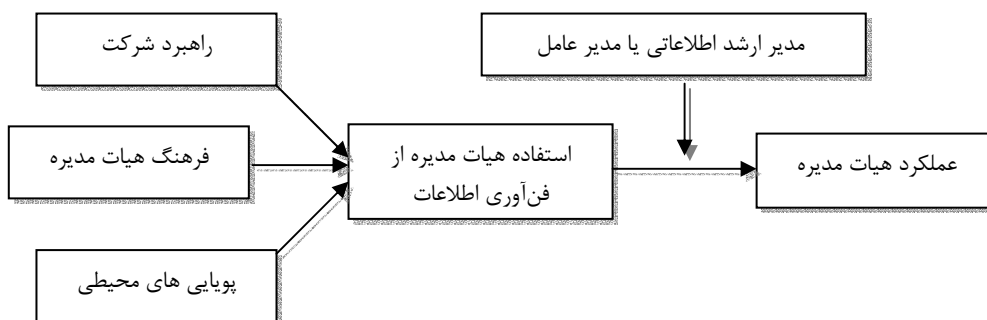 راهبرد شرکت
مدیر ارشد اطلاعاتی یا مدیر عامل
فرهنگ هیات مدیره
استفاده هیات مدیره از
فن‌آوری اطلاعات
عملکرد هیات مدیره
پویایی های محیطی